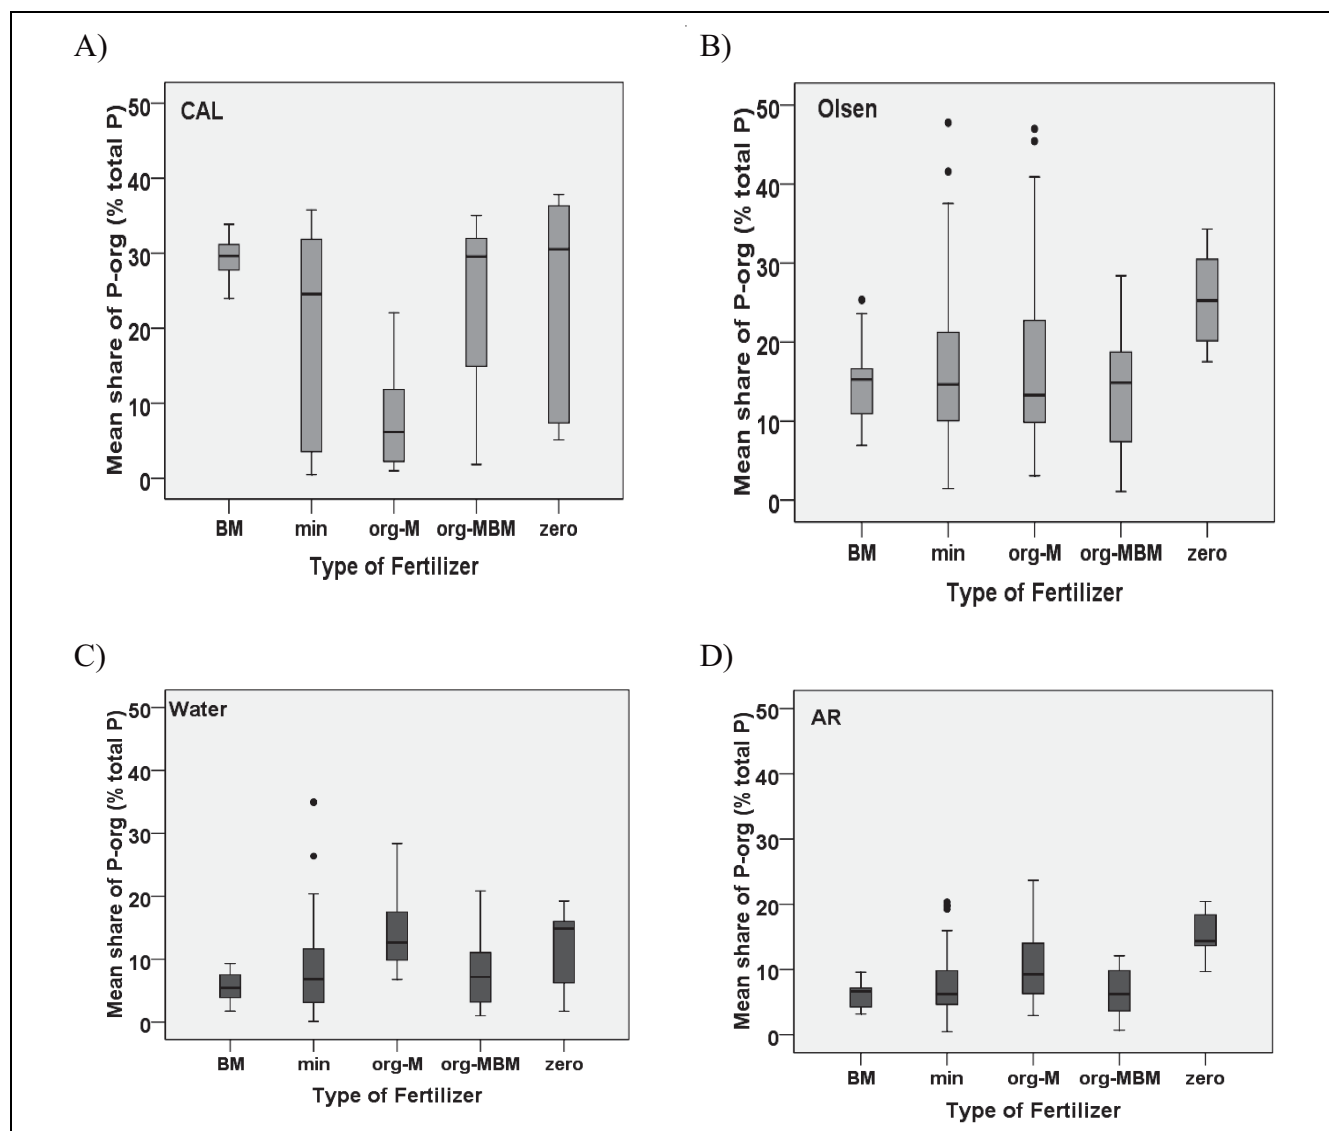 A)
CAL
Mean share of P-org (% total P)
50
40
30
20
10
0
BM min org-M org-MBM zero
Type of Fertilizer
B)
Olsen
Mean share of P-org (% total P)
50
40
30
20
10
0
BM min org-M org-MBM zero
Type of Fertilizer
C)
Water
Mean share of P-org (% total P)
50
40
30
20
10
0
BM min org-M org-MBM zero
Type of Fertilizer
D)
AR
Mean share of P-org (% total P)
50
40
30
20
10
0
BM min org-M org-MBM zero
Type of Fertilizer